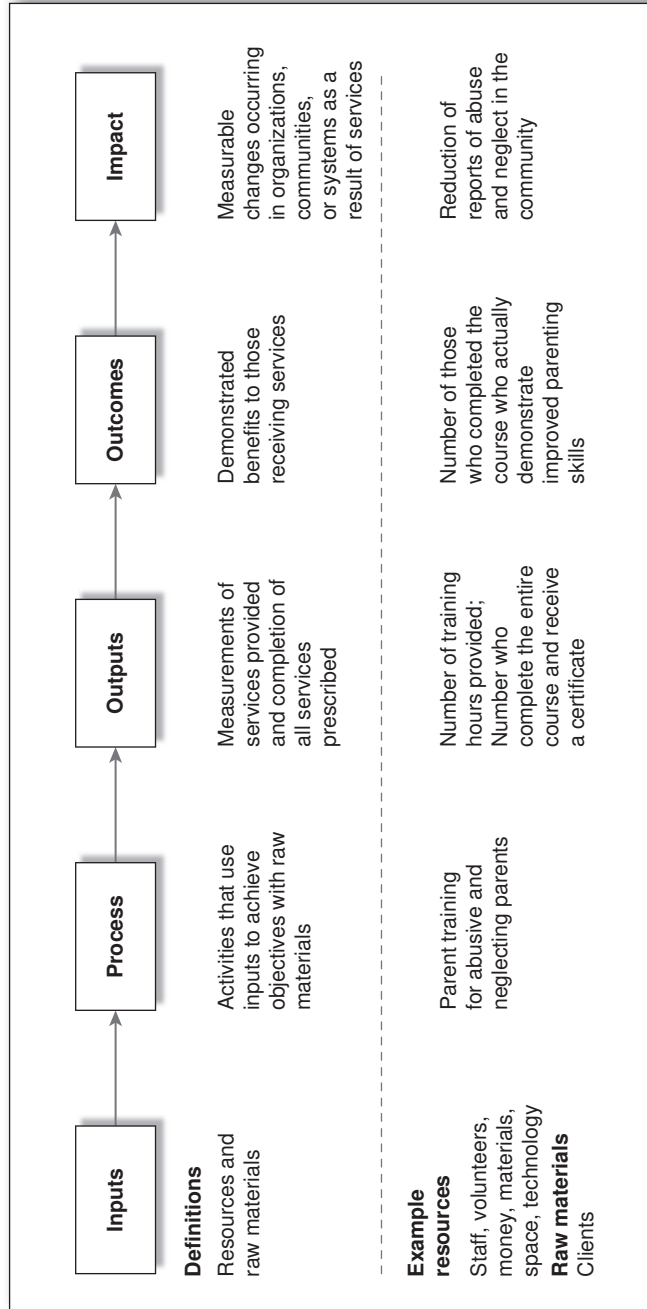 Inputs
Process
Outputs
Outcomes
Impact
Definitions
Resources and
raw materials
Activities that use
inputs to achieve
objectives with raw
materials
Measurements of
services provided
and completion of
all services
prescribed
Demonstrated
benefits to those
receiving services
Measurable
changes occurring
in organizations,
communities,
or systems as a
result of services
Example
resources
Staff, volunteers,
money, materials,
space, technology
Raw materials
Clients
Parent training
for abusive and
neglecting parents
Number of training
hours provided;
Number who
complete the entire
course and receive
a certificate
Number of those
who completed the
course who actually
demonstrate
improved parenting
skills
Reduction of
reports of abuse
and neglect in the
community